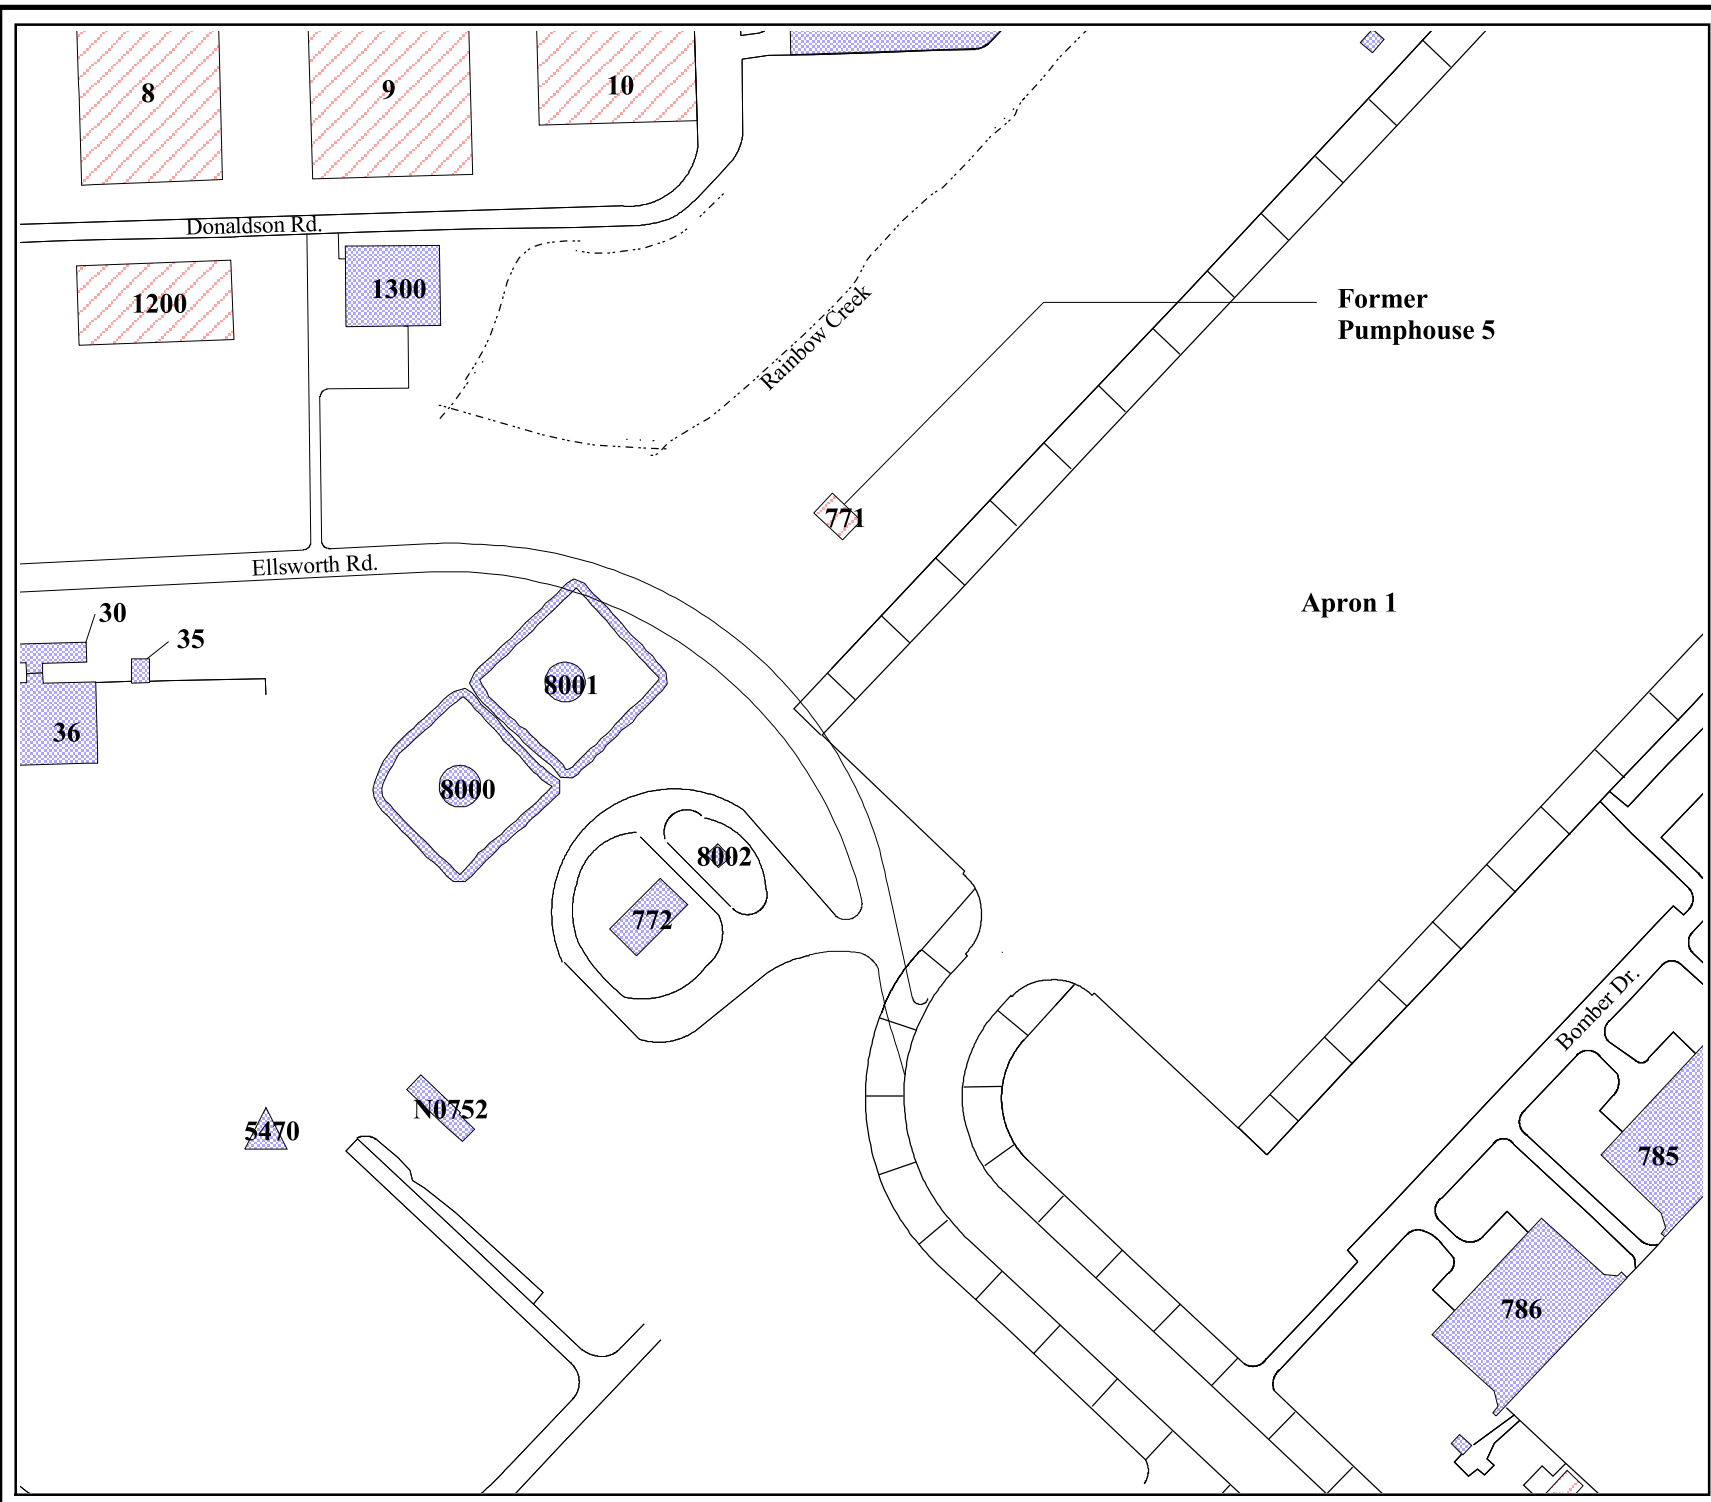 8
9
10
Donaldson Rd.
1200
1300
Rainbow Creek
Former
Pumphouse 5
771
Ellsworth Rd.
Apron 1
30
35
36
8001
8000
8002
772
Bomber Dr.
N0752
5470
785
786